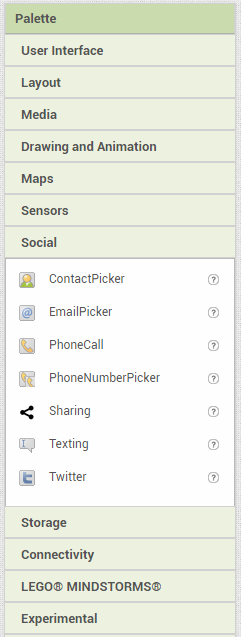 Palette
User Interface
Layout
Media
Drawing and Animation
Maps
Sensors
Social
ContactPicker ?
EmailPicker ?
PhoneCall ?
PhoneNumberPicker ?
Sharing ?
Texting ?
Twitter ?
Storage
Connectivity
LEGO® MINDSTORMS®
Experimental